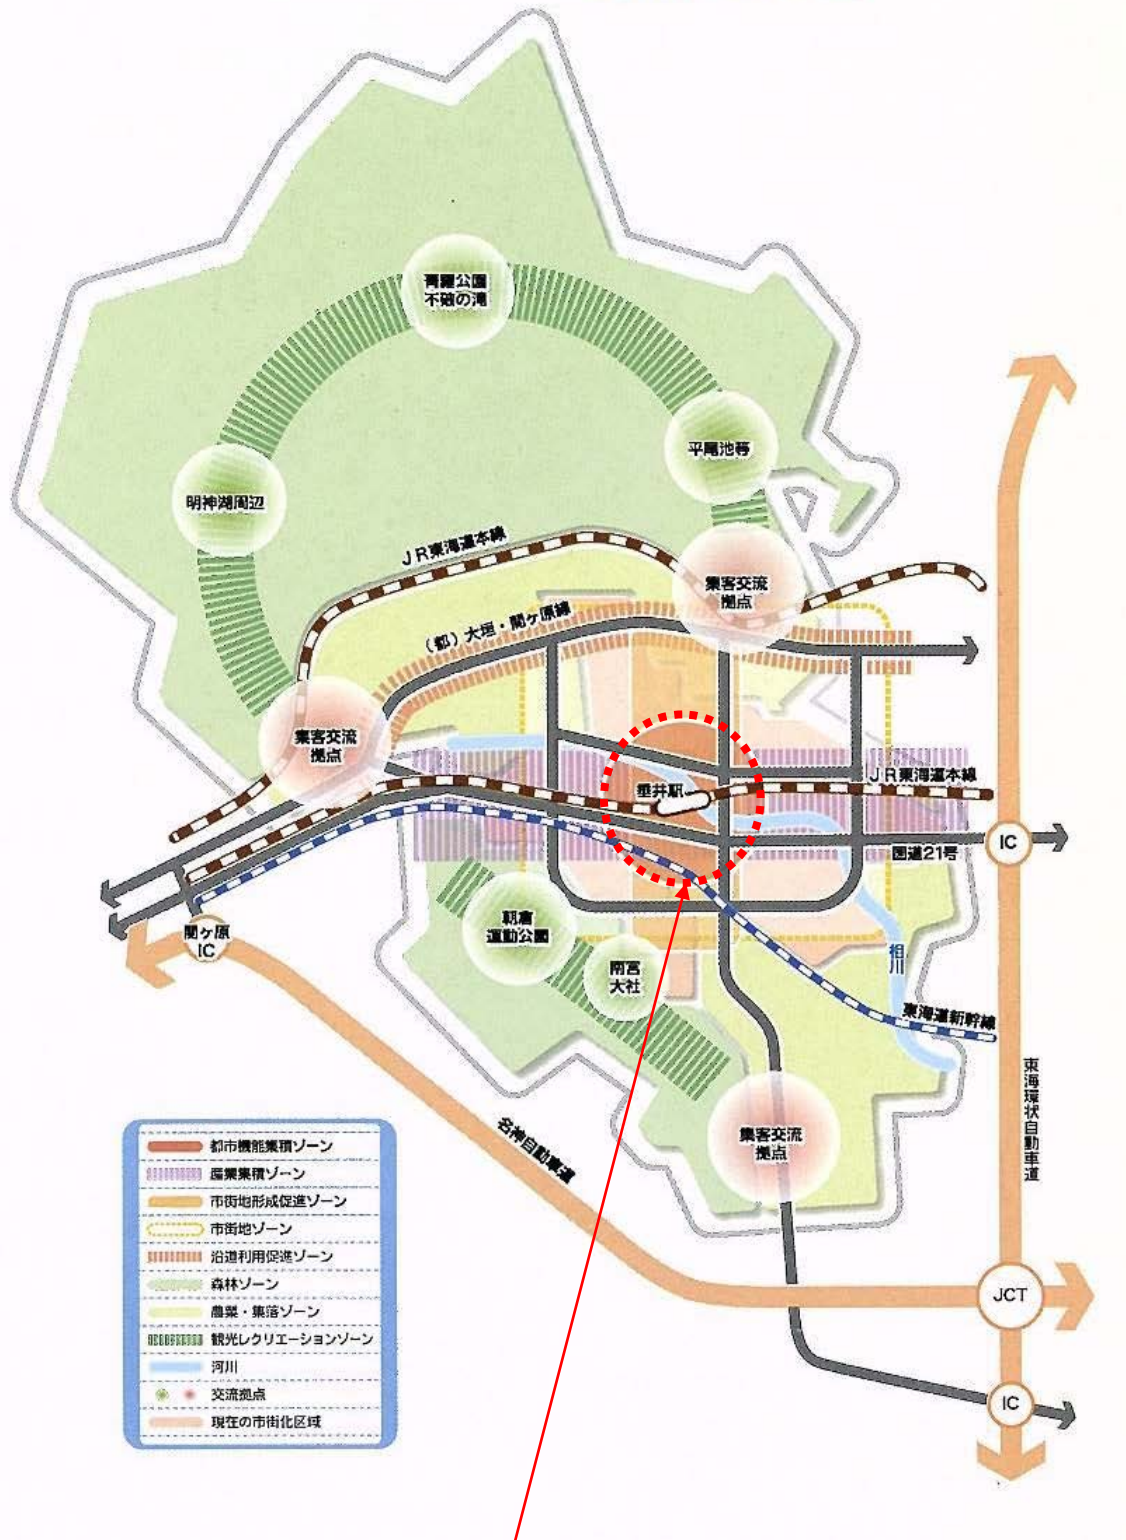 菁羅公園
不破の滝
平尾池等
明神湖周辺
JR東海道本線
集客交流
拠点
(都)大垣・関ヶ原線
集客交流
拠点
垂井駅
JR東海道本線
国道21号
IC
関ヶ原
IC
朝倉
運動公園
南宮
大社
相川
東海道新幹線
東海環状自動車道
名神自動車道
集客交流
拠点
JCT
IC
都市機能集積ゾーン
産業集積ゾーン
市街地形成促進ゾーン
市街地ゾーン
沿道利用促進ゾーン
森林ゾーン
農業・集落ゾーン
観光レクリエーションゾーン
河川
交流拠点
現在の市街化区域